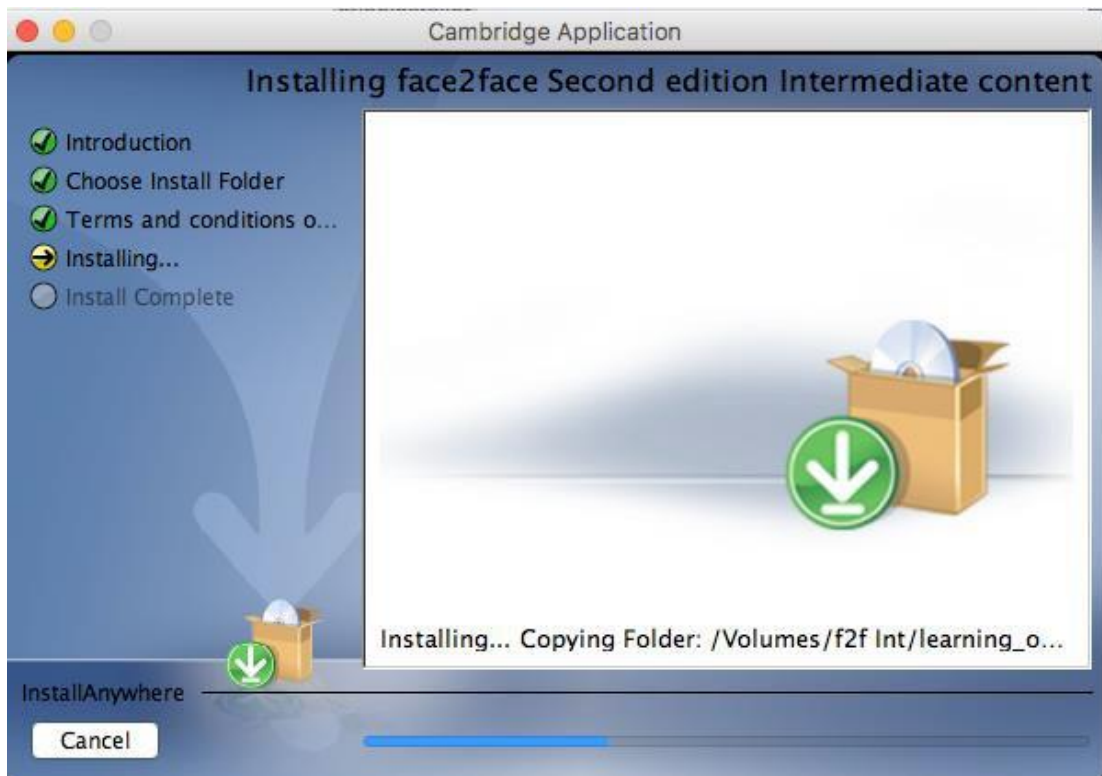 Cambridge Application
Installing face2face Second edition Intermediate content
Introduction
Choose Install Folder
Terms and conditions o...
Installing...
Install Complete
Installing... Copying Folder: /Volumes/f2f Int/learning_o...
InstallAnywhere
Cancel